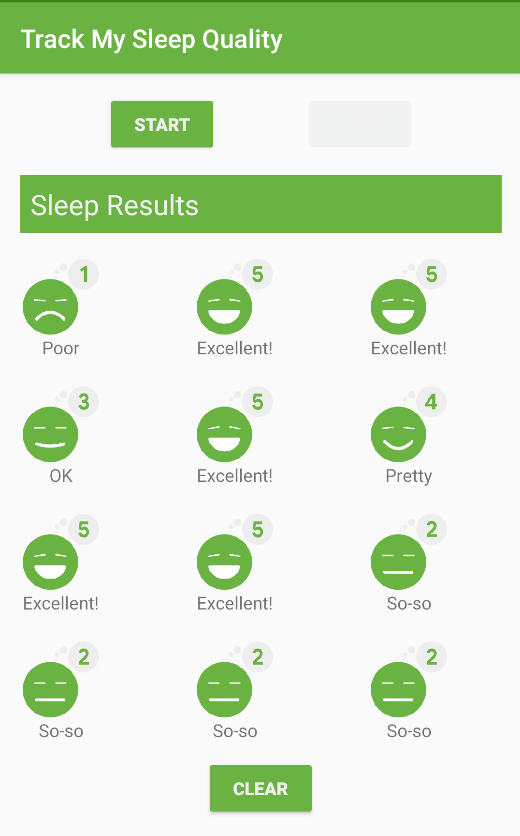 Track My Sleep Quality
START
Sleep Results
1 5 5
Poor Excellent! Excellent!
3 5 4
OK Excellent! Pretty
5 5 2
Excellent! Excellent! So-so
2 2 2
So-so So-so So-so
CLEAR